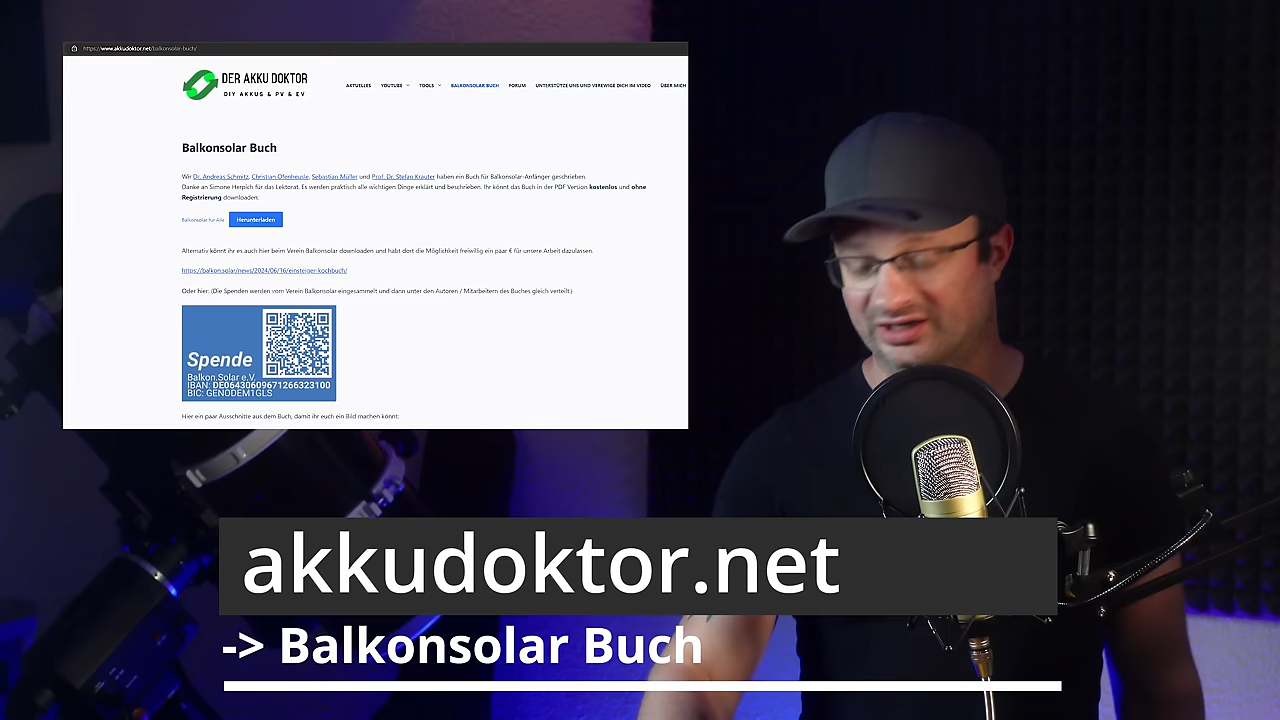 https://www.akkudoktor.net/balkonsolar-buch/
DER AKKU DOKTOR
DIY AKKUS & PV & EV
AKTUELLES YOUTUBE TOOLS BALKONSOLAR BUCH FORUM UNTERSTÜTZE UNS UND VEREWIGE DICH IM VIDEO ÜBER MICH
Balkonsolar Buch
Wir Dr. Andreas Schmitz, Christian Ofenheusle, Sebastian Müller und Prof. Dr. Stefan Krauter haben ein Buch für Balkonsolar-Anfänger geschrieben.
Danke an Simone Herpich für das Lektorat. Es werden praktisch alle wichtigen Dinge erklärt und beschrieben. Ihr könnt das Buch in der PDF Version kostenlos und ohne
Registrierung downloaden:
Balkonsolar für Alle Herunterladen
Alternativ könnt ihr es auch hier beim Verein Balkonsolar downloaden und habt dort die Möglichkeit freiwillig ein paar € für unsere Arbeit dazulassen.
https://balkon.solar/news/2024/06/16/einsteiger-kochbuch/
Oder hier: (Die Spenden werden vom Verein Balkonsolar eingesammelt und dann unter den Autoren / Mitarbeitern des Buches gleich verteilt.)
Spende
Balkon.Solar e.V.
IBAN: DE06430609671266323100
BIC: GENODEM1GLS
Hier ein paar Ausschnitte aus dem Buch, damit ihr euch ein Bild machen könnt:
akkudoktor.net
-> Balkonsolar Buch